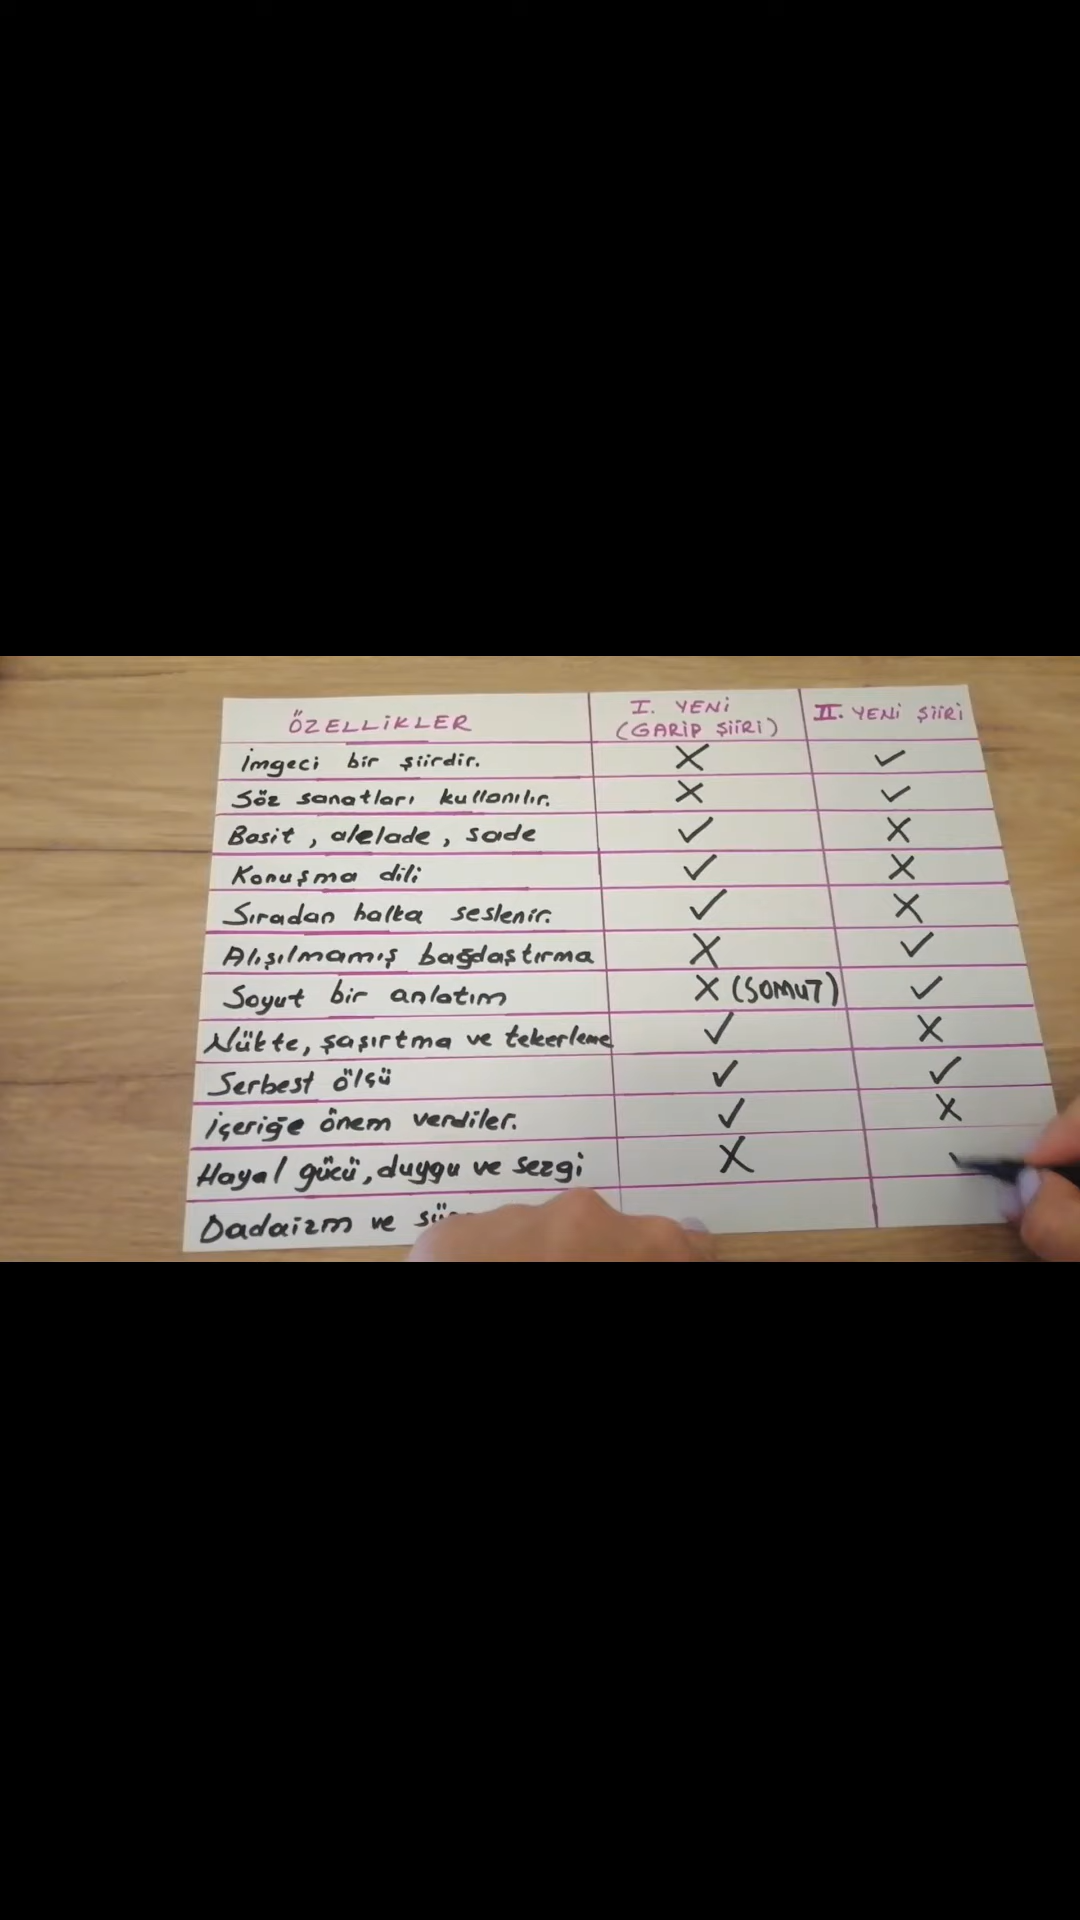 ÖZELLİKLER I. YENİ (GARİP ŞİİRİ) II. YENİ ŞİİRİ
İmgeci bir şiirdir. X ✓
Söz sanatları kullanılır. X ✓
Basit, alelade, sade ✓ X
Konuşma dili ✓ X
Sıradan halka seslenir. ✓ X
Alışılmamış bağdaştırma X ✓
Soyut bir anlatım X (SOMUT) ✓
Nükte, şaşırtma ve tekerleme ✓ X
Serbest ölçü ✓ ✓
İçeriğe önem verdiler. ✓ X
Hayal gücü, duygu ve sezgi X
Dadaizm ve